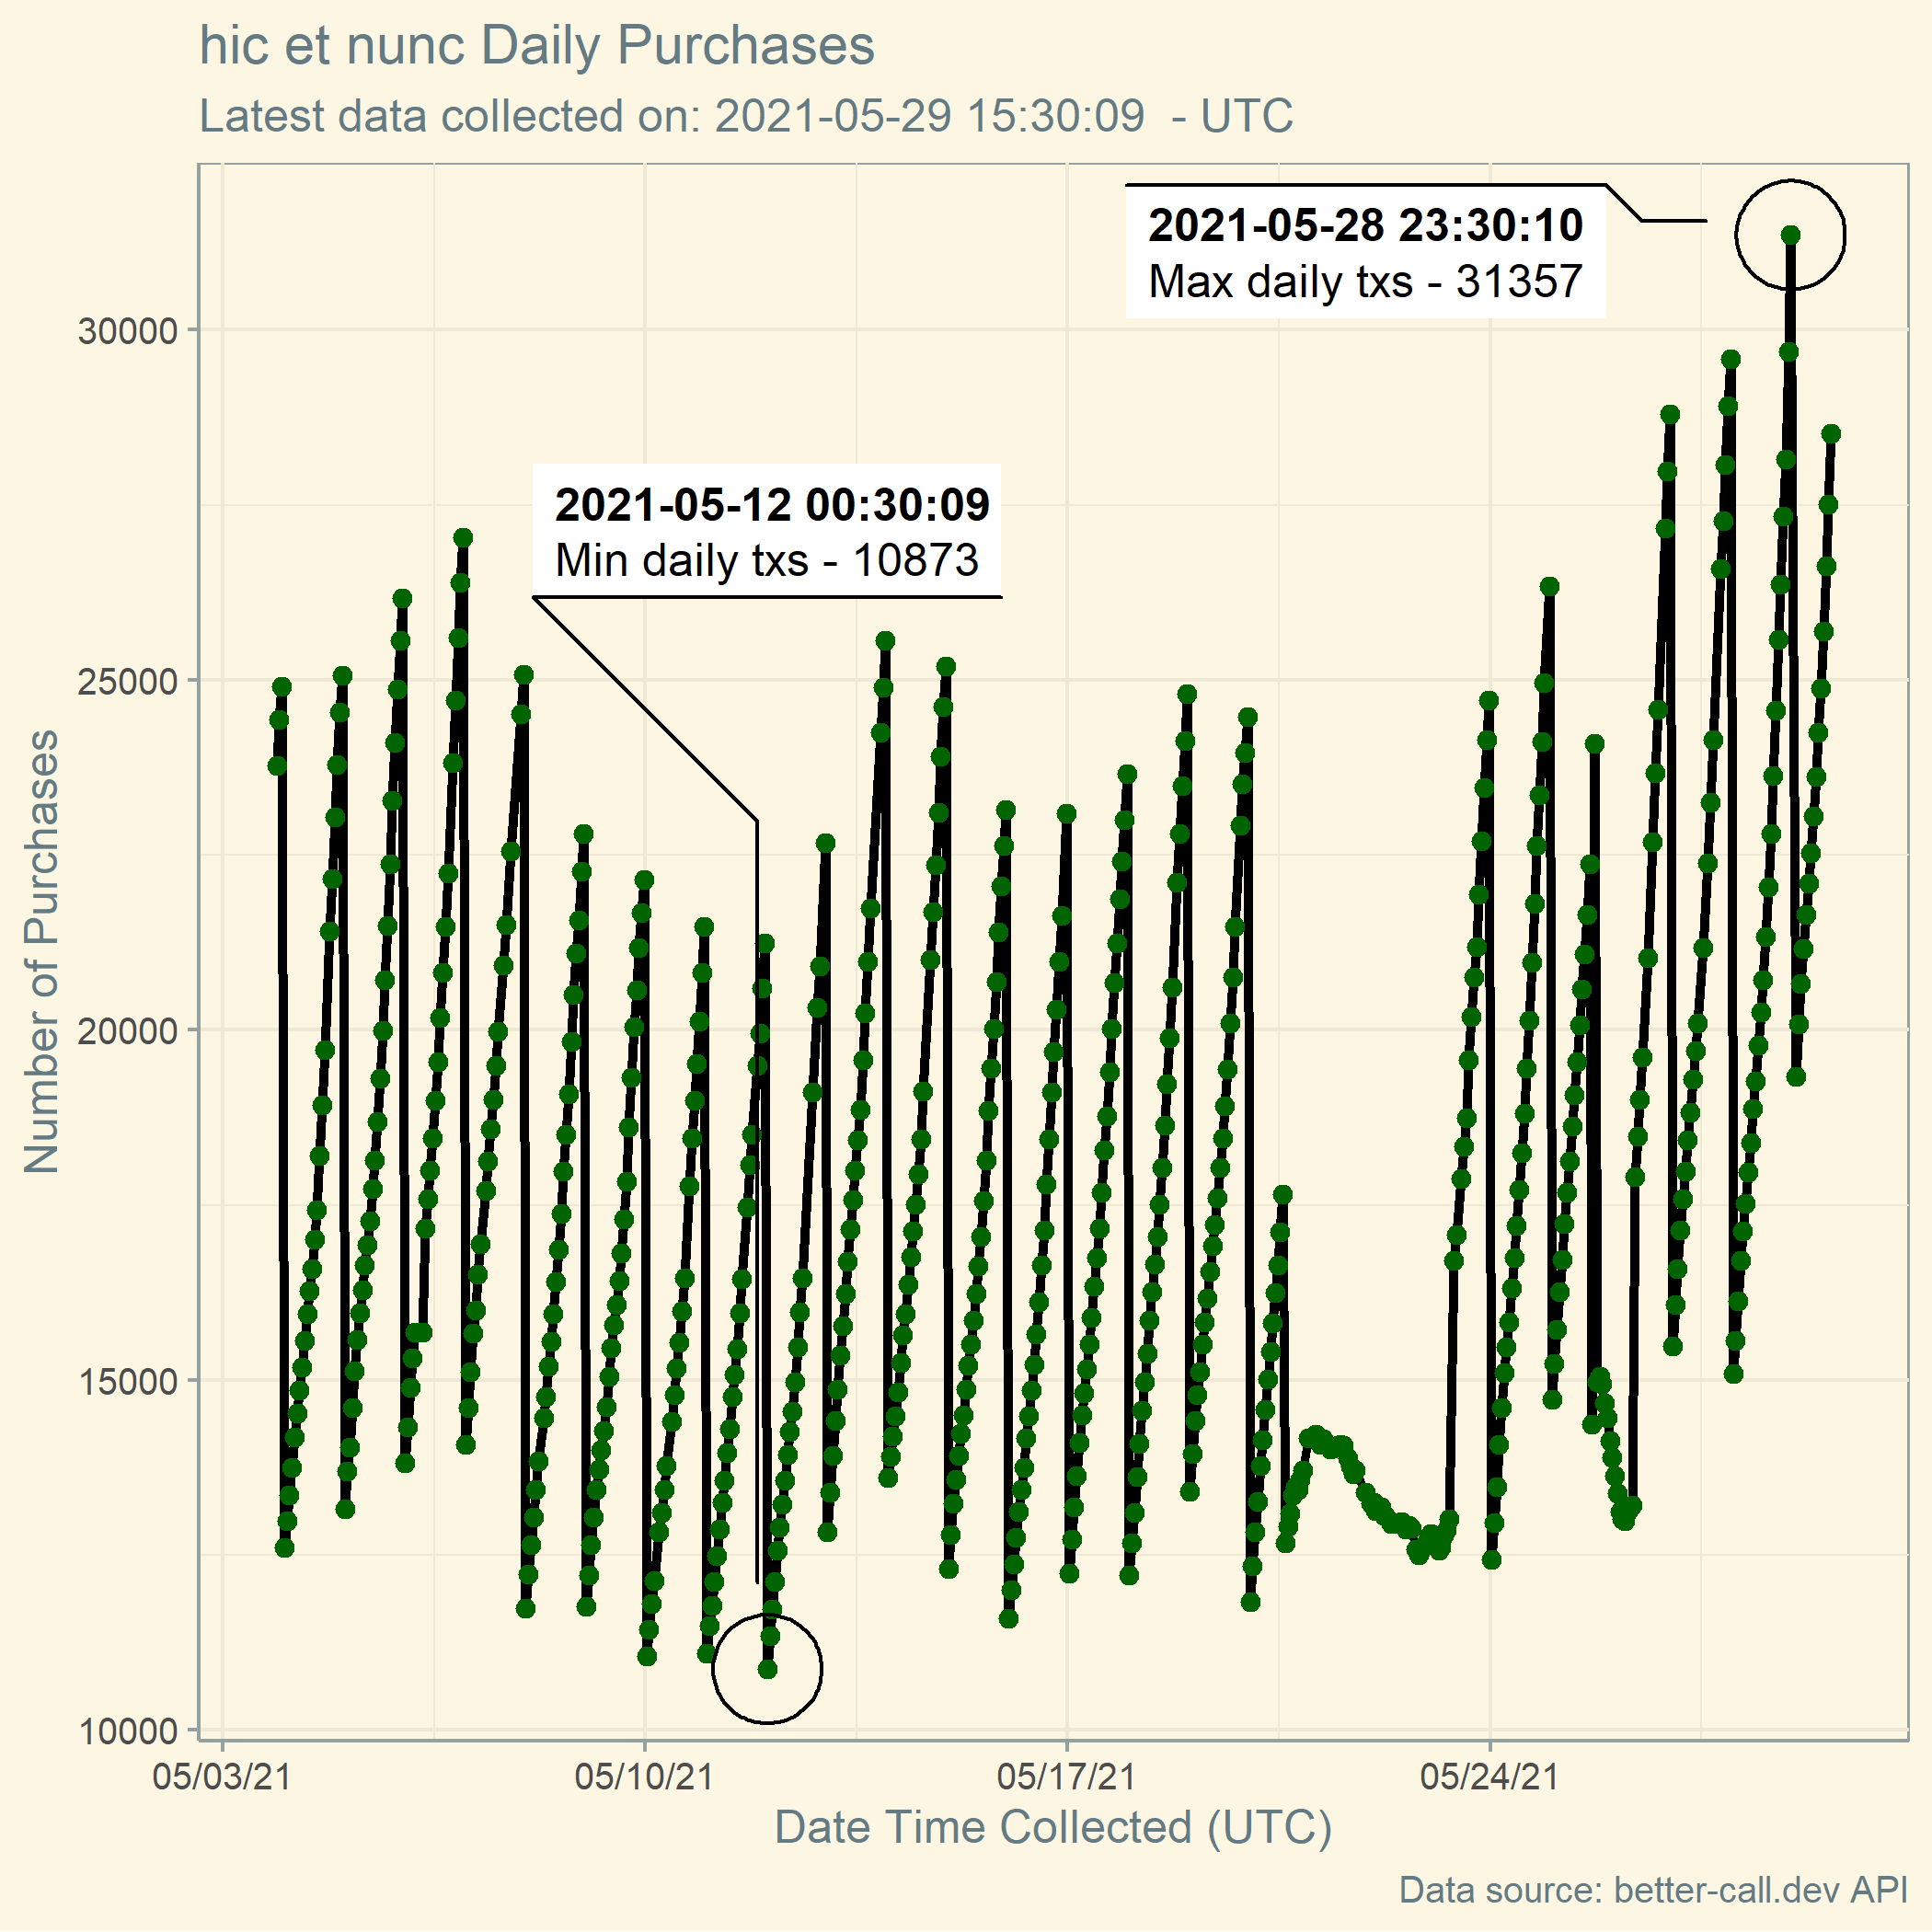 hic et nunc Daily Purchases
Latest data collected on: 2021-05-29 15:30:09 - UTC
2021-05-28 23:30:10
Max daily txs - 31357
2021-05-12 00:30:09
Min daily txs - 10873
Number of Purchases
30000
25000
20000
15000
10000
05/03/21
05/10/21
05/17/21
05/24/21
Date Time Collected (UTC)
Data source: better-call.dev API